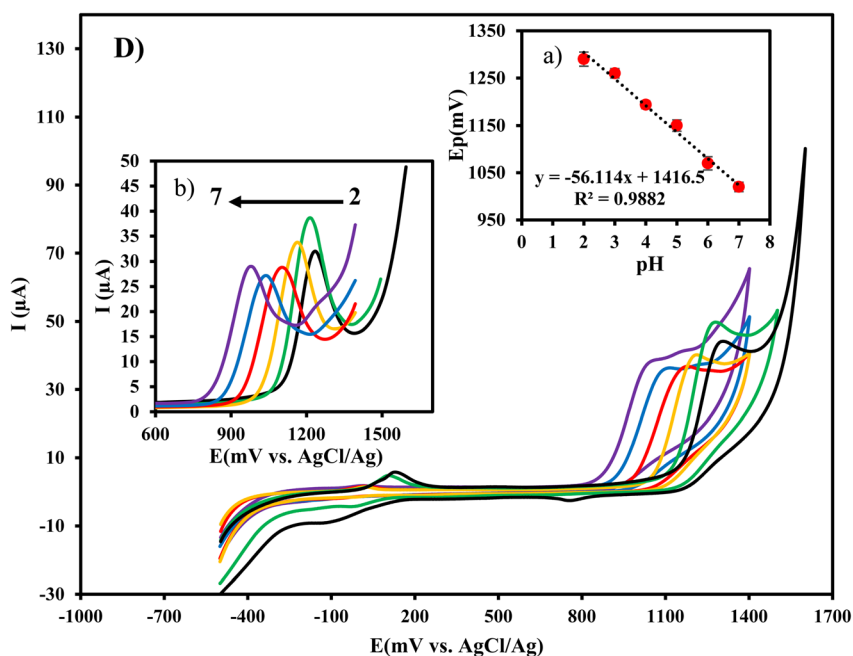 D)
I (µA)
130
110
90
70
50
30
10
-10
-30
-1000 -700 -400 -100 200 500 800 1100 1400 1700
E(mV vs. AgCl/Ag)
a)
Ep(mV)
1350
1250
1150
1050
950
y = -56.114x + 1416.5
R² = 0.9882
0 1 2 3 4 5 6 7 8
pH
b)
7 2
I (µA)
50
45
40
35
30
25
20
15
10
5
0
600 900 1200 1500
E(mV vs. AgCl/Ag)